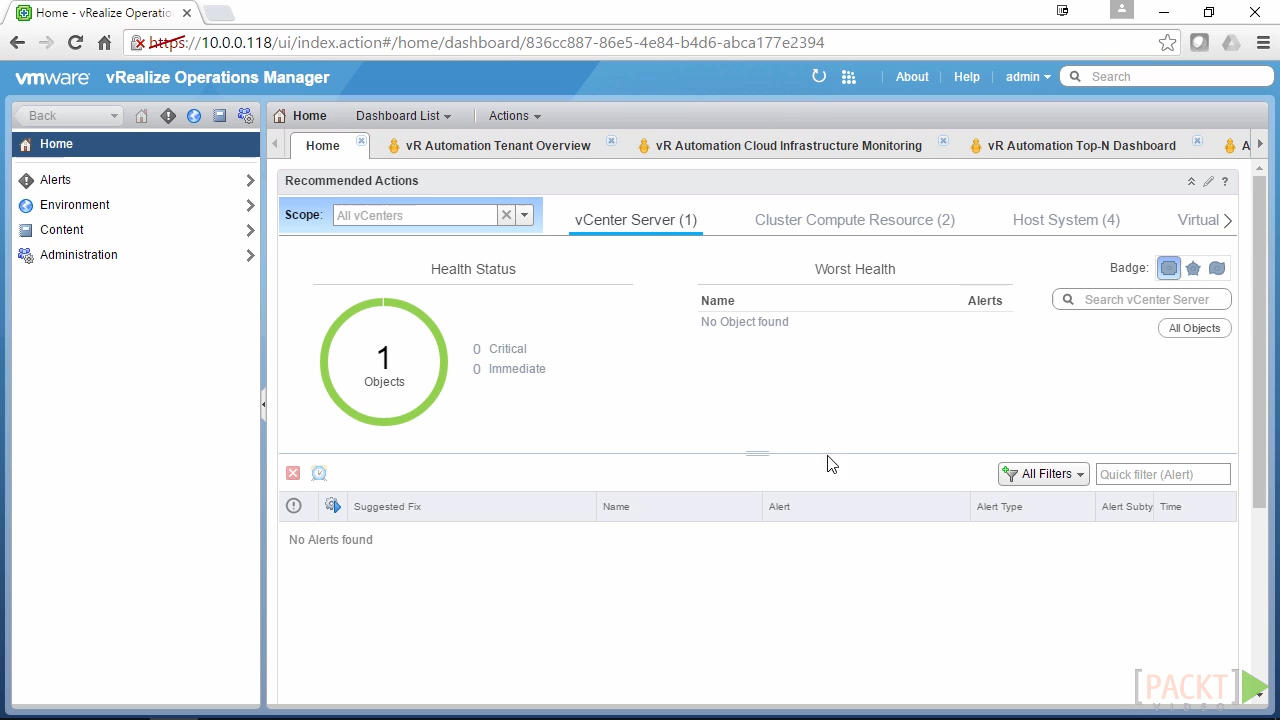 Home - vRealize Operatio
https://10.0.0.118/ui/index.action#/home/dashboard/836cc887-86e5-4e84-b4d6-abca177e2394
vmware vRealize Operations Manager
About Help admin Search
Back
Home Dashboard List Actions
Home
Home vR Automation Tenant Overview vR Automation Cloud Infrastructure Monitoring vR Automation Top-N Dashboard A
Alerts
Environment
Content
Administration
Recommended Actions
Scope: All vCenters
vCenter Server (1) Cluster Compute Resource (2) Host System (4) Virtual
Health Status Worst Health Badge:
Name Alerts Search vCenter Server
No Object found
All Objects
1
Objects
0 Critical
0 Immediate
All Filters Quick filter (Alert)
Suggested Fix Name Alert Alert Type Alert Subty Time
No Alerts found
[PACKT]
VIDEO